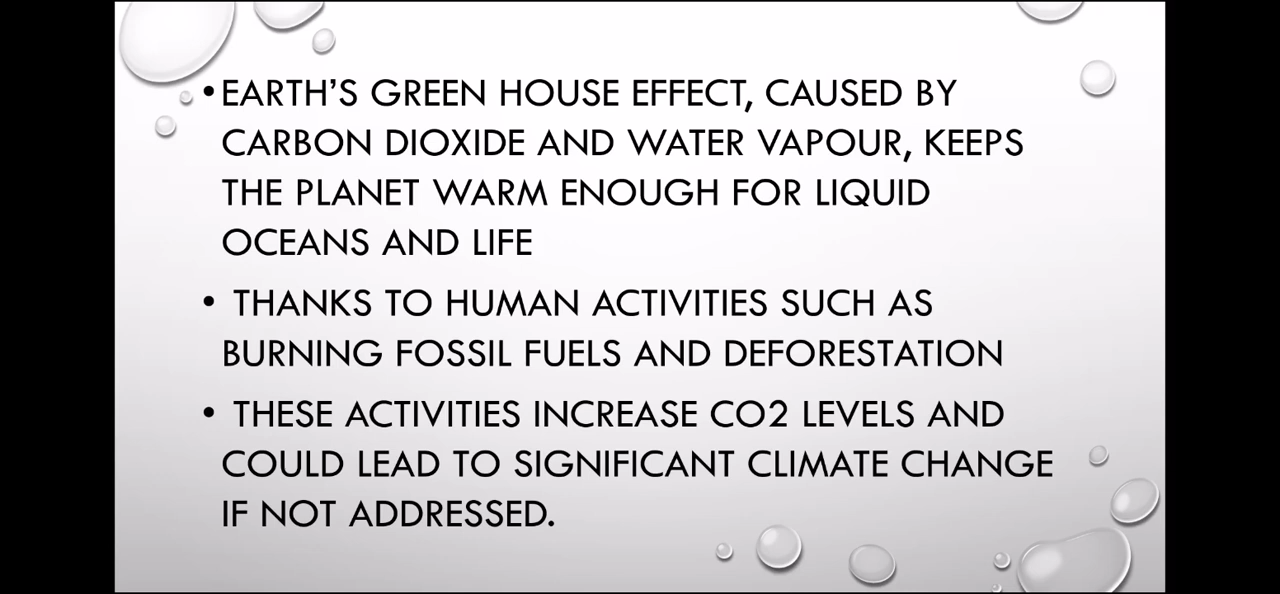 •EARTH'S GREEN HOUSE EFFECT, CAUSED BY
CARBON DIOXIDE AND WATER VAPOUR, KEEPS
THE PLANET WARM ENOUGH FOR LIQUID
OCEANS AND LIFE
• THANKS TO HUMAN ACTIVITIES SUCH AS
BURNING FOSSIL FUELS AND DEFORESTATION
• THESE ACTIVITIES INCREASE CO2 LEVELS AND
COULD LEAD TO SIGNIFICANT CLIMATE CHANGE
IF NOT ADDRESSED.